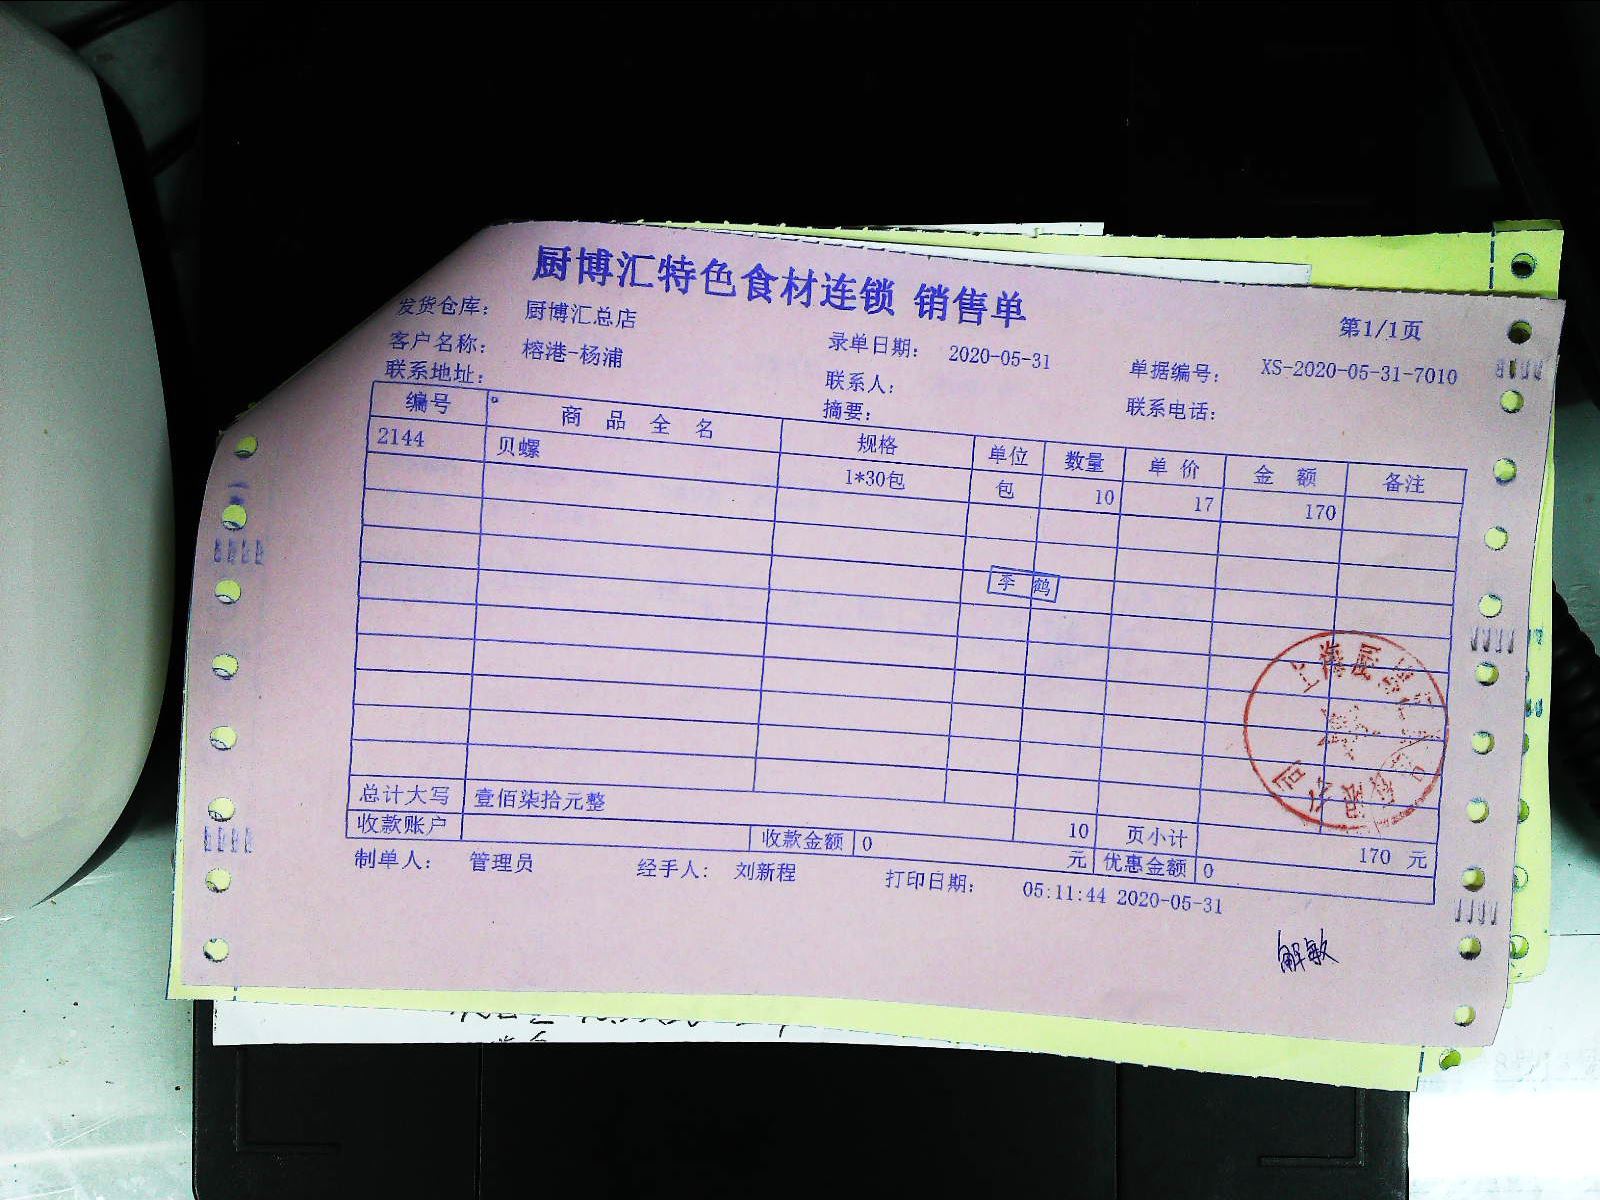 厨博汇特色食材连锁 销售单
第1/1页
发货仓库： 厨博汇总店
客户名称： 榕港-杨浦 录单日期： 2020-05-31 单据编号： XS-2020-05-31-7010
联系地址： 联系人： 联系电话：
摘要：
编号 商品全名 规格 单位 数量 单价 金额 备注
2144 贝螺 1*30包 包 10 17 170
季鹤
上海
公司
总计大写 壹佰柒拾元整 10 页小计 170 元
收款账户 收款金额 0 元 优惠金额 0
制单人： 管理员 经手人： 刘新程 打印日期： 05:11:44 2020-05-31
解敏